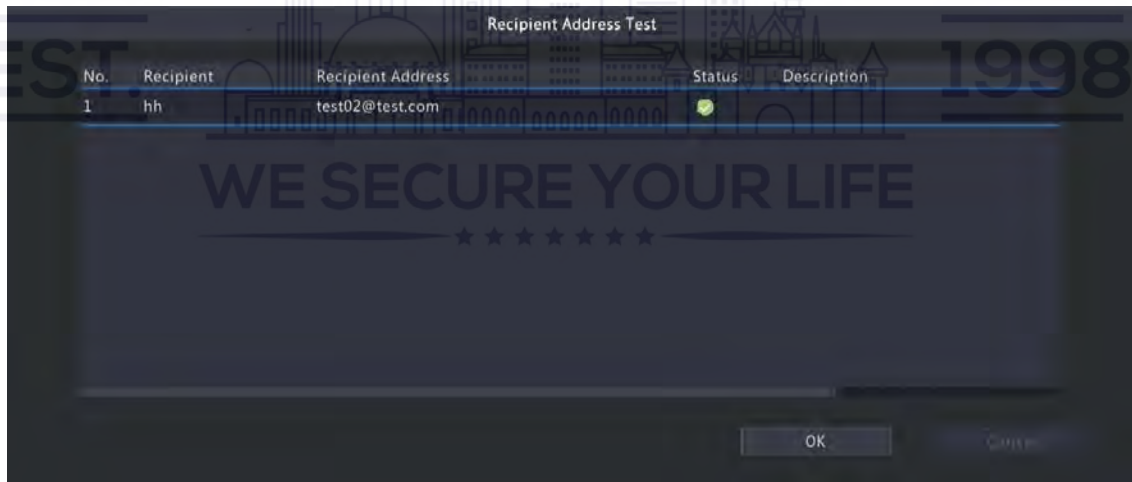 Recipient Address Test
EST. 1998
No. Recipient Recipient Address Status Description
1 hh test02@test.com
WE SECURE YOUR LIFE
OK Cancel